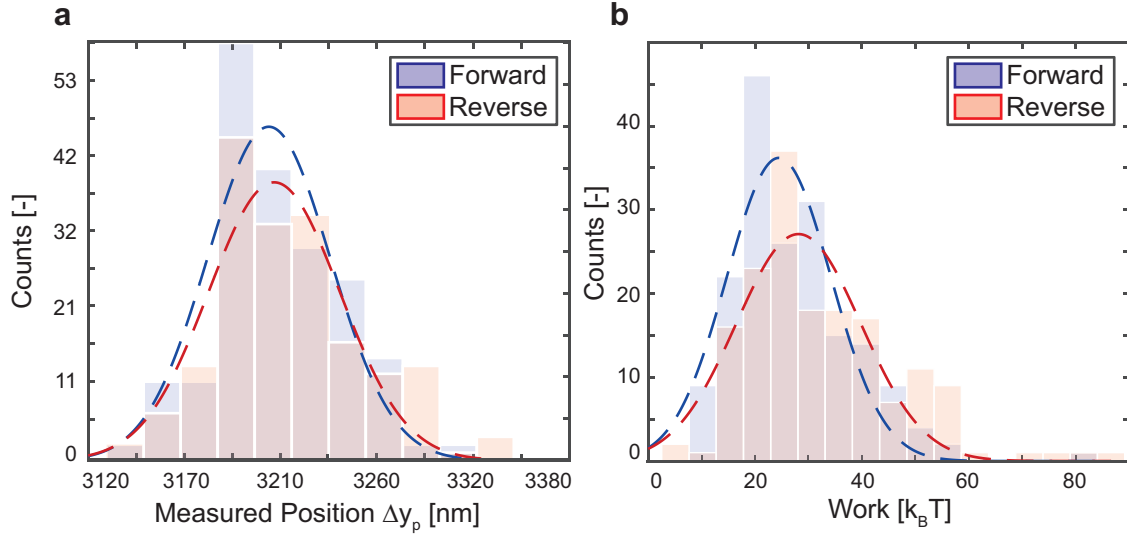 a
Counts [-]
53
42
32
21
11
0
3120 3170 3210 3260 3320 3380
Measured Position Δy_p [nm]
Forward
Reverse
b
Counts [-]
40
30
20
10
0
0 20 40 60 80
Work [k_BT]
Forward
Reverse